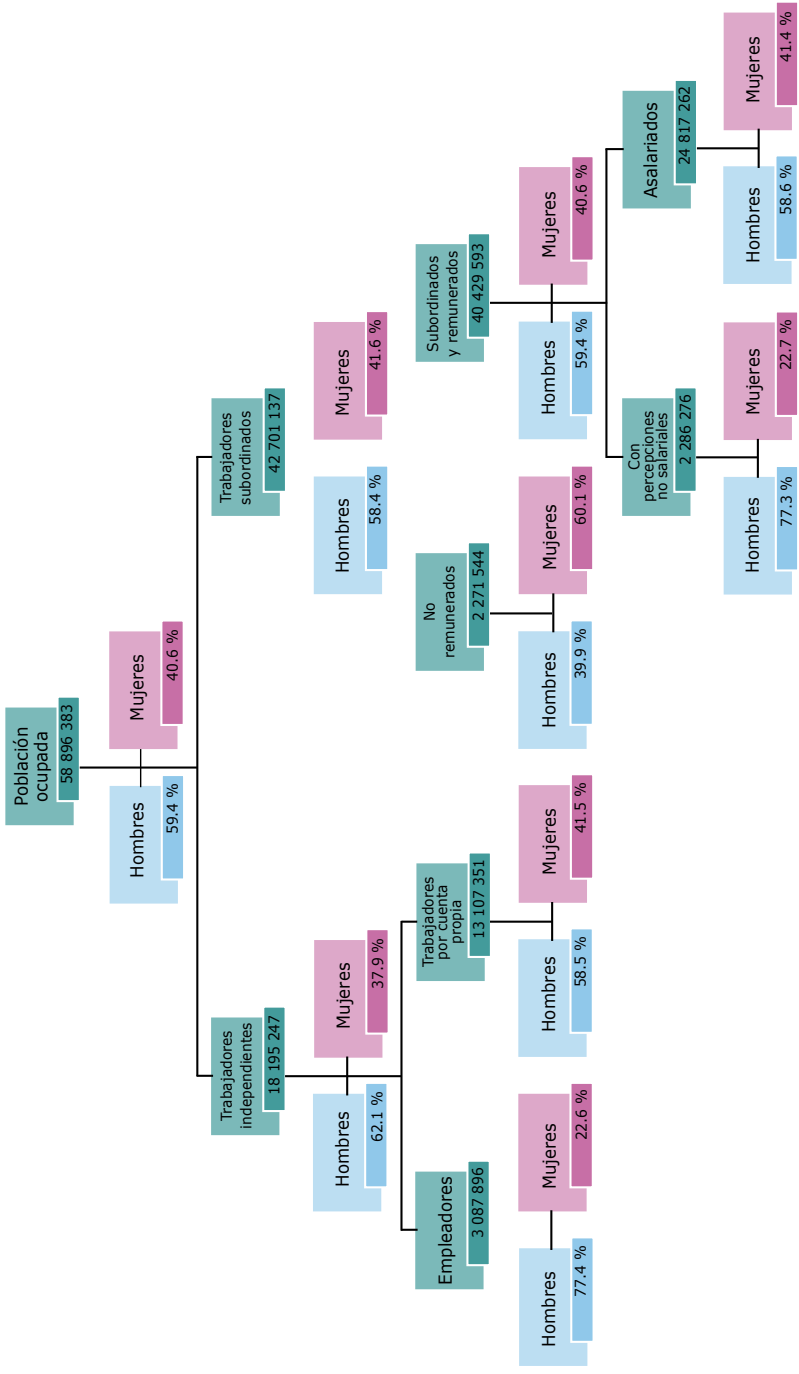 Población
ocupada
58 896 383
Hombres
59.4 %
Mujeres
40.6 %
Trabajadores
independientes
18 195 247
Hombres
62.1 %
Mujeres
37.9 %
Trabajadores
subordinados
42 701 137
Hombres
58.4 %
Mujeres
41.6 %
Empleadores
3 087 896
Hombres
77.4 %
Mujeres
22.6 %
Trabajadores
por cuenta
propia
13 107 351
Hombres
58.5 %
Mujeres
41.5 %
No
remunerados
2 271 544
Hombres
39.9 %
Mujeres
60.1 %
Subordinados
y remunerados
40 429 593
Hombres
59.4 %
Mujeres
40.6 %
Con
percepciones
no salariales
2 286 276
Hombres
77.3 %
Mujeres
22.7 %
Asalariados
24 817 262
Hombres
58.6 %
Mujeres
41.4 %